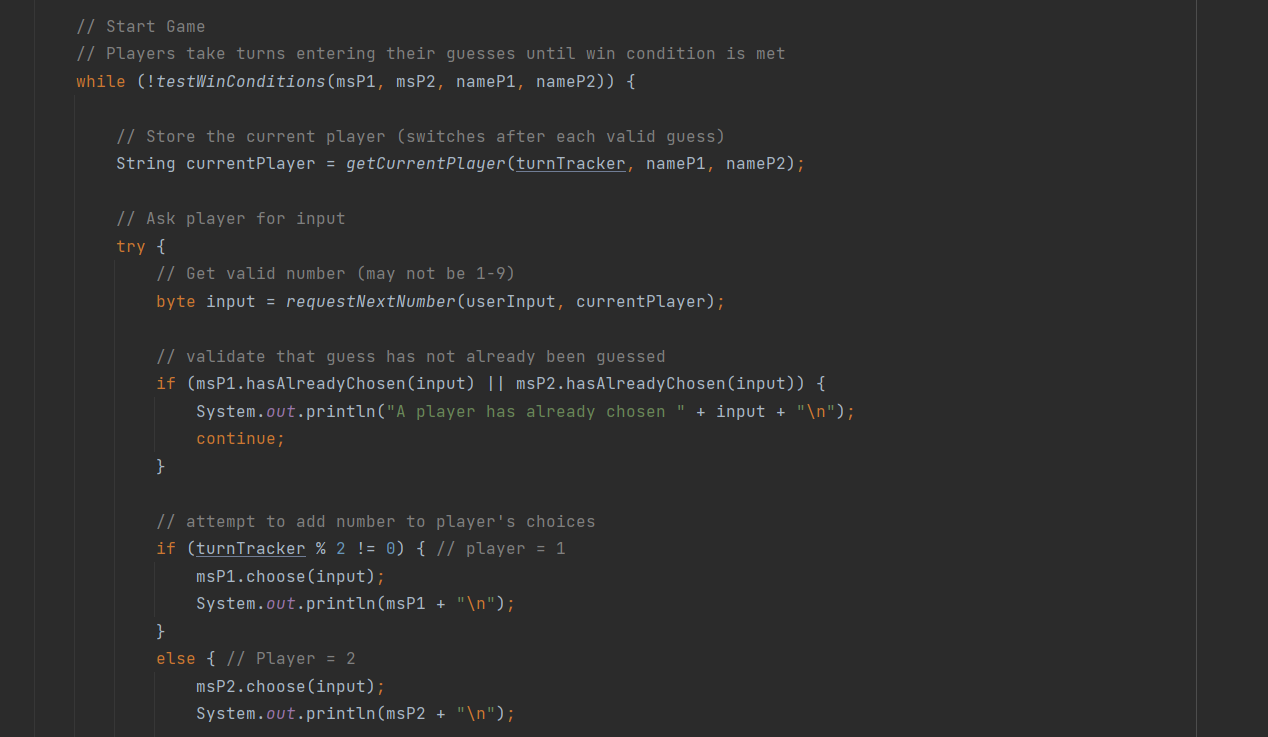 // Start Game
// Players take turns entering their guesses until win condition is met
while (!testWinConditions(msP1, msP2, nameP1, nameP2)) {
// Store the current player (switches after each valid guess)
String currentPlayer = getCurrentPlayer(turnTracker, nameP1, nameP2);
// Ask player for input
try {
// Get valid number (may not be 1-9)
byte input = requestNextNumber(userInput, currentPlayer);
// validate that guess has not already been guessed
if (msP1.hasAlreadyChosen(input) || msP2.hasAlreadyChosen(input)) {
System.out.println("A player has already chosen " + input + "\n");
continue;
}
// attempt to add number to player's choices
if (turnTracker % 2 != 0) { // player = 1
msP1.choose(input);
System.out.println(msP1 + "\n");
}
else { // Player = 2
msP2.choose(input);
System.out.println(msP2 + "\n");